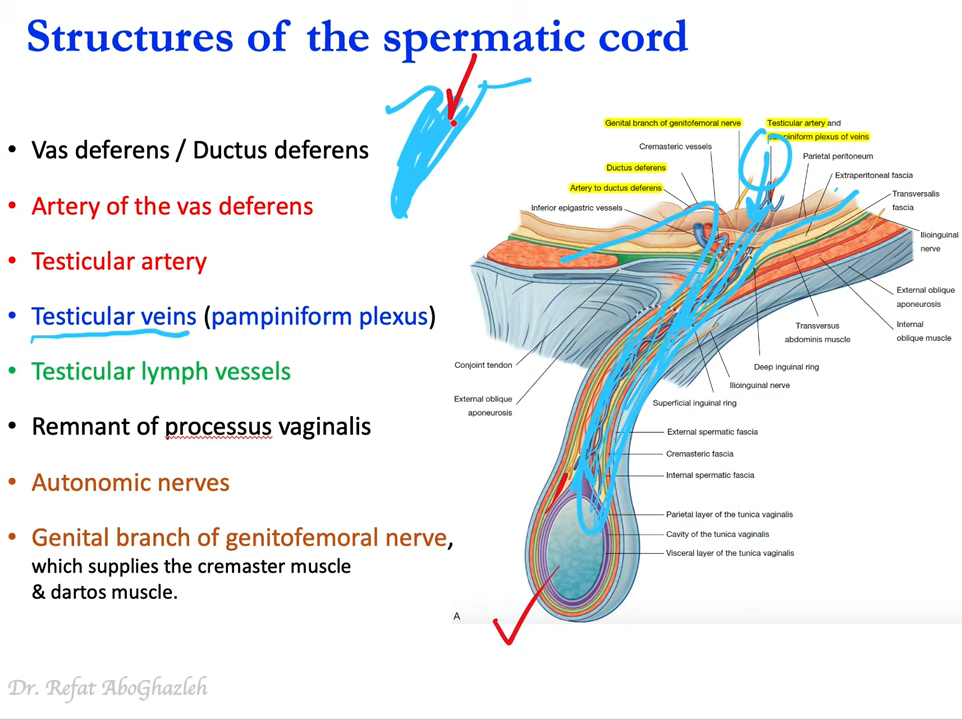 Structures of the spermatic cord
• Vas deferens / Ductus deferens
• Artery of the vas deferens
• Testicular artery
• Testicular veins (pampiniform plexus)
• Testicular lymph vessels
• Remnant of processus vaginalis
• Autonomic nerves
• Genital branch of genitofemoral nerve,
which supplies the cremaster muscle
& dartos muscle.
Genital branch of genitofemoral nerve
Cremasteric vessels
Ductus deferens
Artery to ductus deferens
Inferior epigastric vessels
Testicular artery and
pampiniform plexus of veins
Parietal peritoneum
Extraperitoneal fascia
Transversalis
fascia
Ilioinguinal
nerve
External oblique
aponeurosis
Internal
oblique muscle
Transversus
abdominis muscle
Deep inguinal ring
Ilioinguinal nerve
Superficial inguinal ring
Conjoint tendon
External oblique
aponeurosis
External spermatic fascia
Cremasteric fascia
Internal spermatic fascia
Parietal layer of the tunica vaginalis
Cavity of the tunica vaginalis
Visceral layer of the tunica vaginalis
A
Dr. Refat AboGhazleh